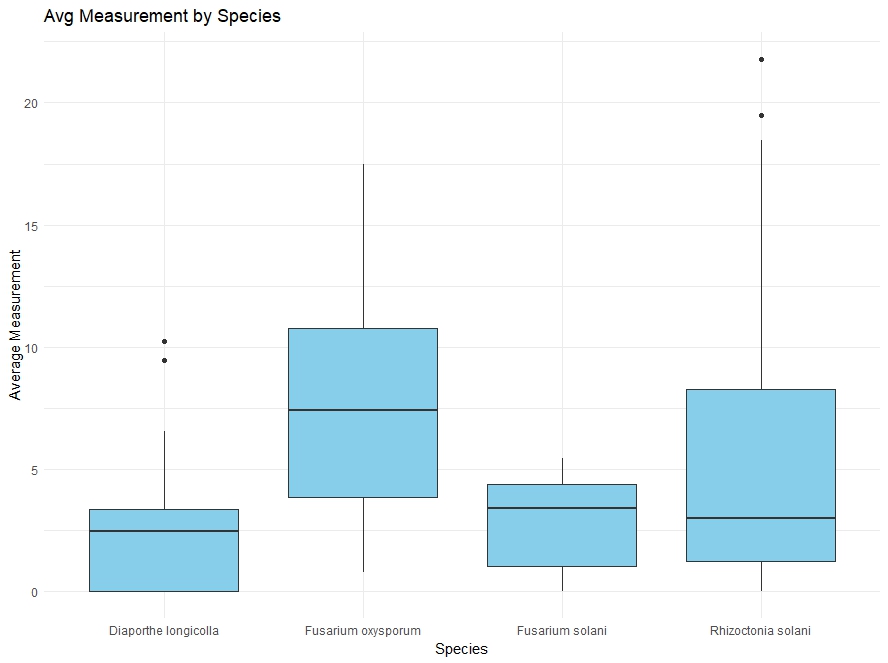 Avg Measurement by Species
Average Measurement
20
15
10
5
0
Diaporthe longicolla
Fusarium oxysporum
Fusarium solani
Rhizoctonia solani
Species